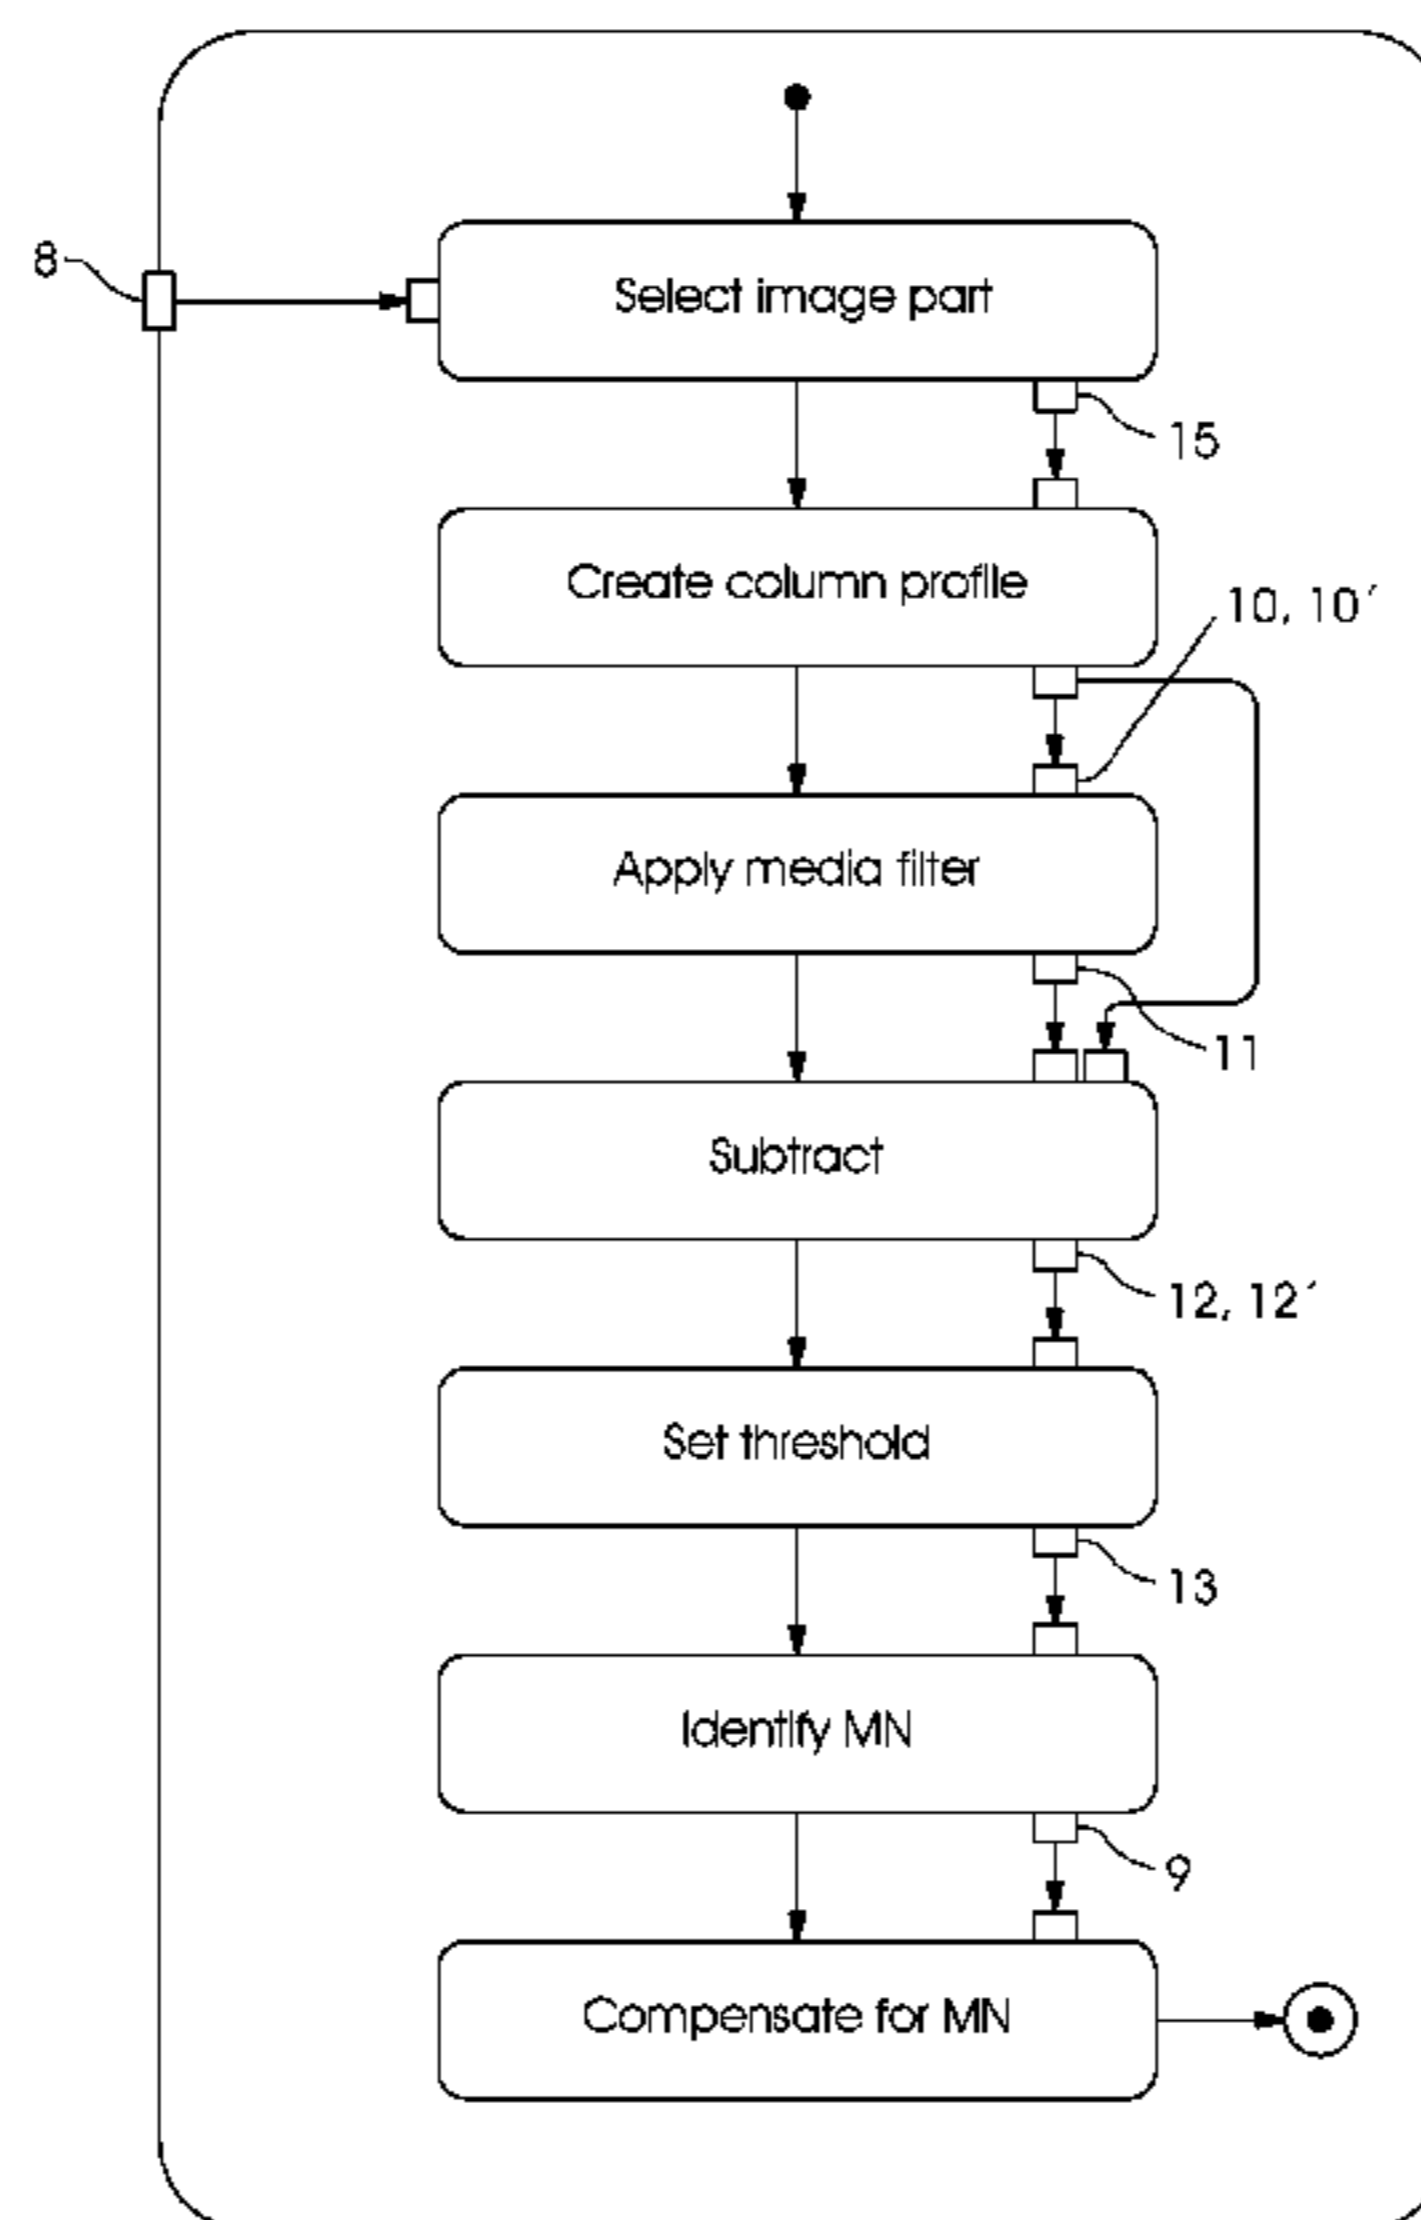 8
Select image part
15
Create column profile
10, 10´
Apply media filter
11
Subtract
12, 12´
Set threshold
13
Identify MN
9
Compensate for MN